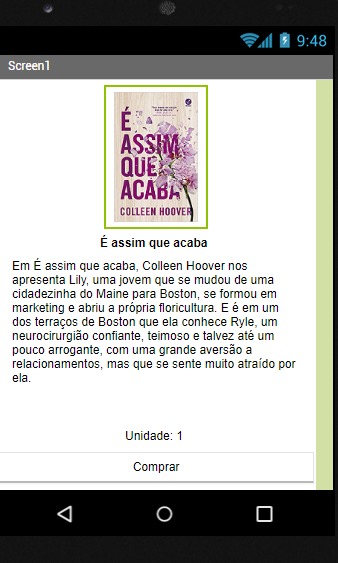 9:48
Screen1
É
ASSIM
QUE
ACABA
COLLEEN HOOVER
É assim que acaba
Em É assim que acaba, Colleen Hoover nos
apresenta Lily, uma jovem que se mudou de uma
cidadezinha do Maine para Boston, se formou em
marketing e abriu a própria floricultura. E é em um
dos terraços de Boston que ela conhece Ryle, um
neurocirurgião confiante, teimoso e talvez até um
pouco arrogante, com uma grande aversão a
relacionamentos, mas que se sente muito atraído por
ela.
Unidade: 1
Comprar